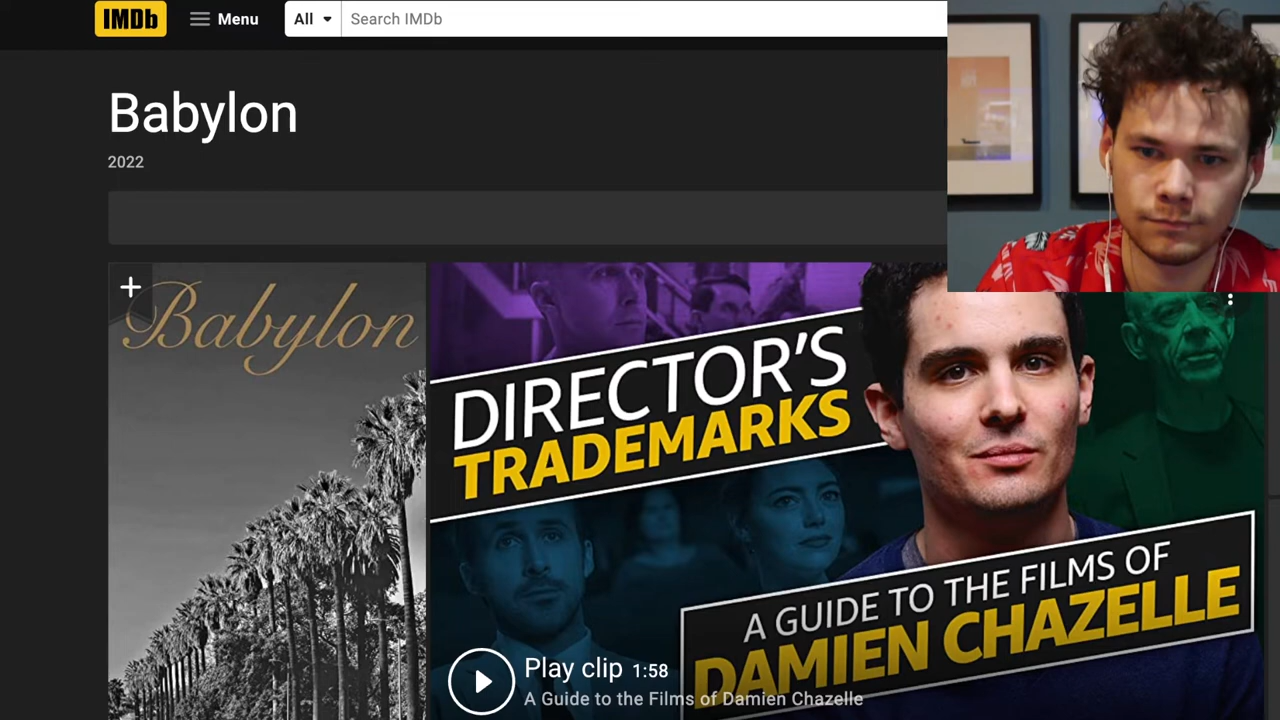 IMDb
Menu
All
Search IMDb
Babylon
2022
Babylon
DIRECTOR'S
TRADEMARKS
A GUIDE TO THE FILMS OF
DAMIEN CHAZELLE
Play clip 1:58
A Guide to the Films of Damien Chazelle